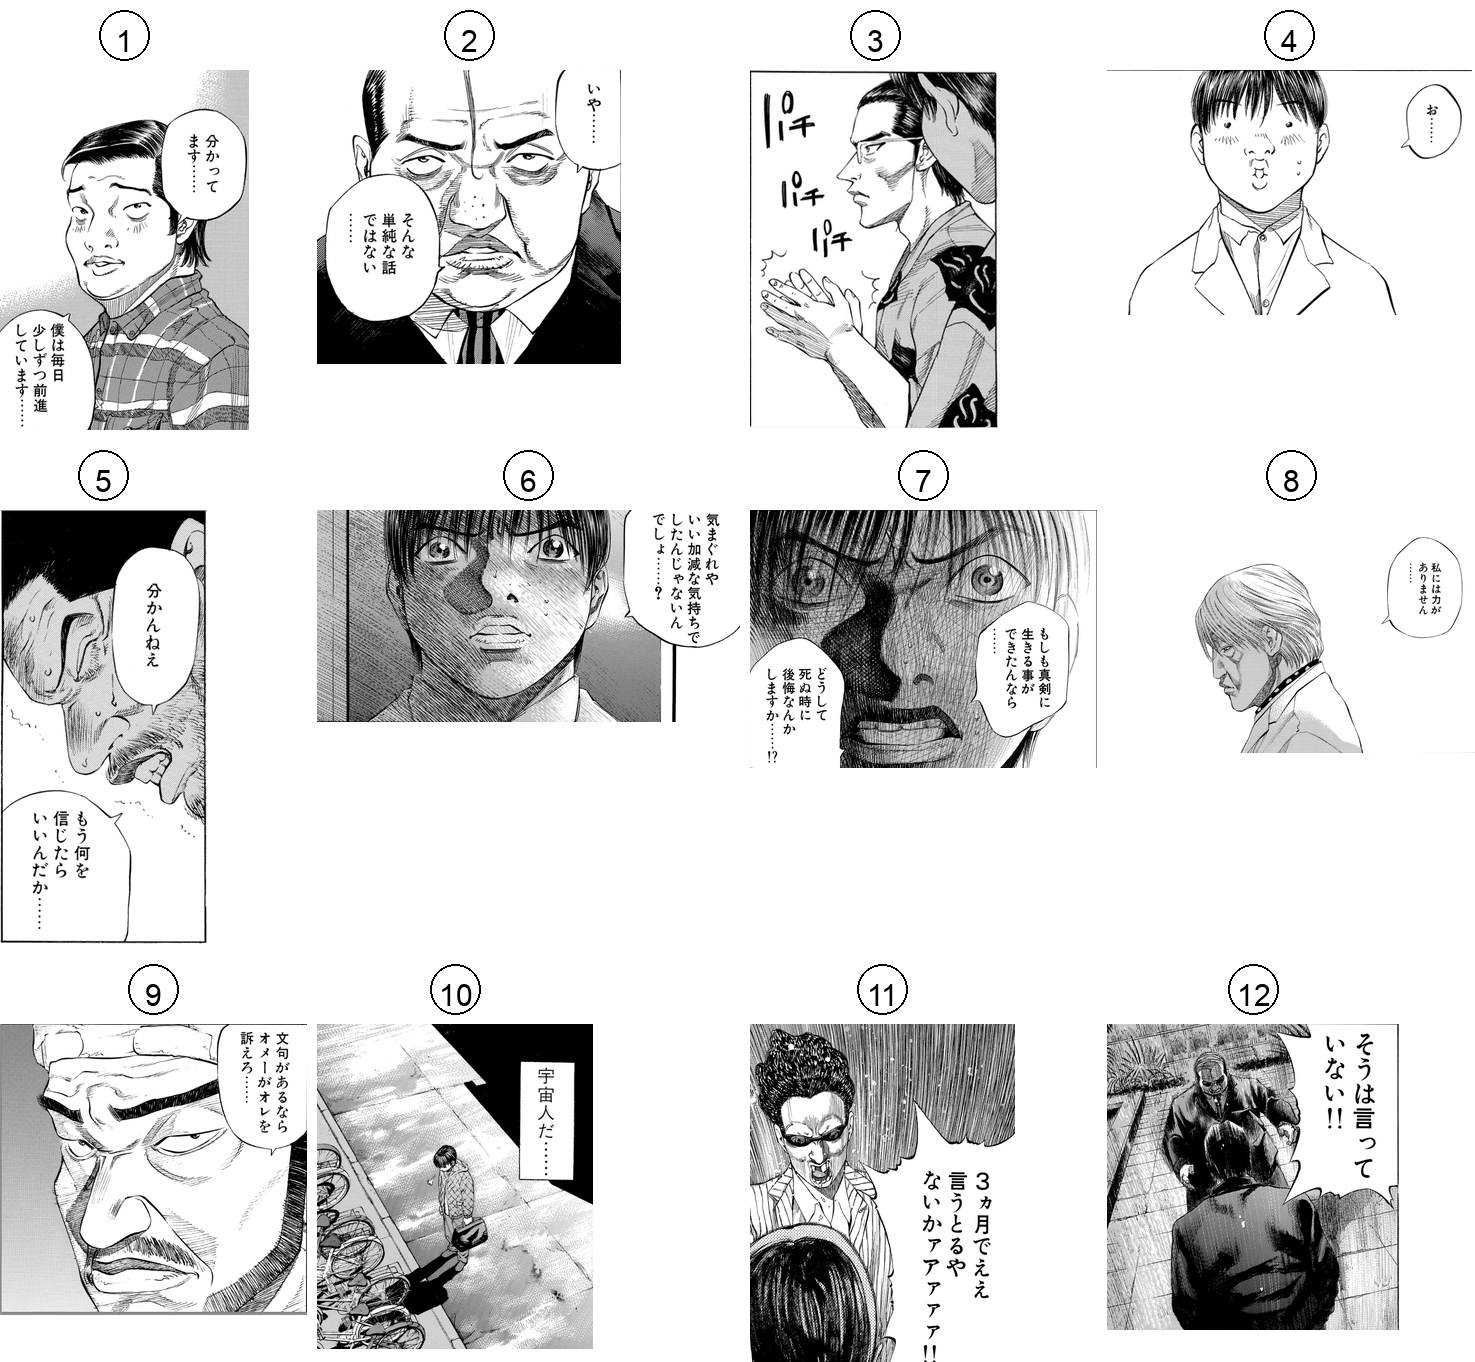 1
分かって
ます……
僕は毎日
少しずつ前進
しています……
2
いや……
そんな
単純な話
ではない
……
3
パチ
パチ
パチ
4
お……
5
分かんねえ
もう何を
信じたら
いいんだか……
6
気まぐれや
いい加減な気持ちで
したんじゃないん
でしょ……?
7
もしも真剣に
生きる事が
できたんなら
……
どうして
死ぬ時に
後悔なんか
しますか……!?
8
私には力が
ありません
……
9
文句があるなら
オメーがオレを
訴えろ……
10
宇宙人だ……
11
3ヵ月でええ
言うとるや
ないかァアァァァ!!
12
そうは言って
いない!!